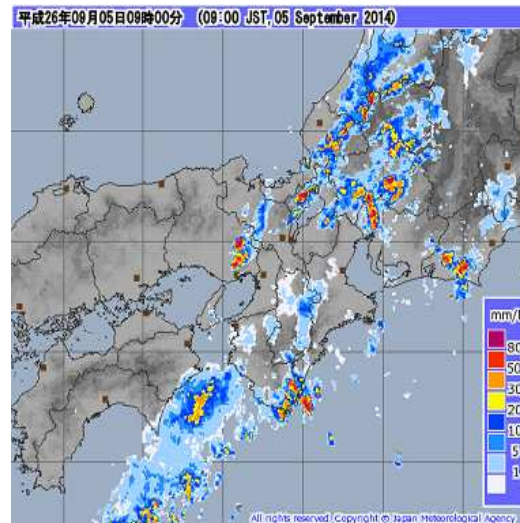 平成26年09月05日09時00分 (09:00 JST, 05 September 2014)
mm/h
80
50
30
20
10
5
1
All rights reserved. Copyright © Japan Meteorological Agency